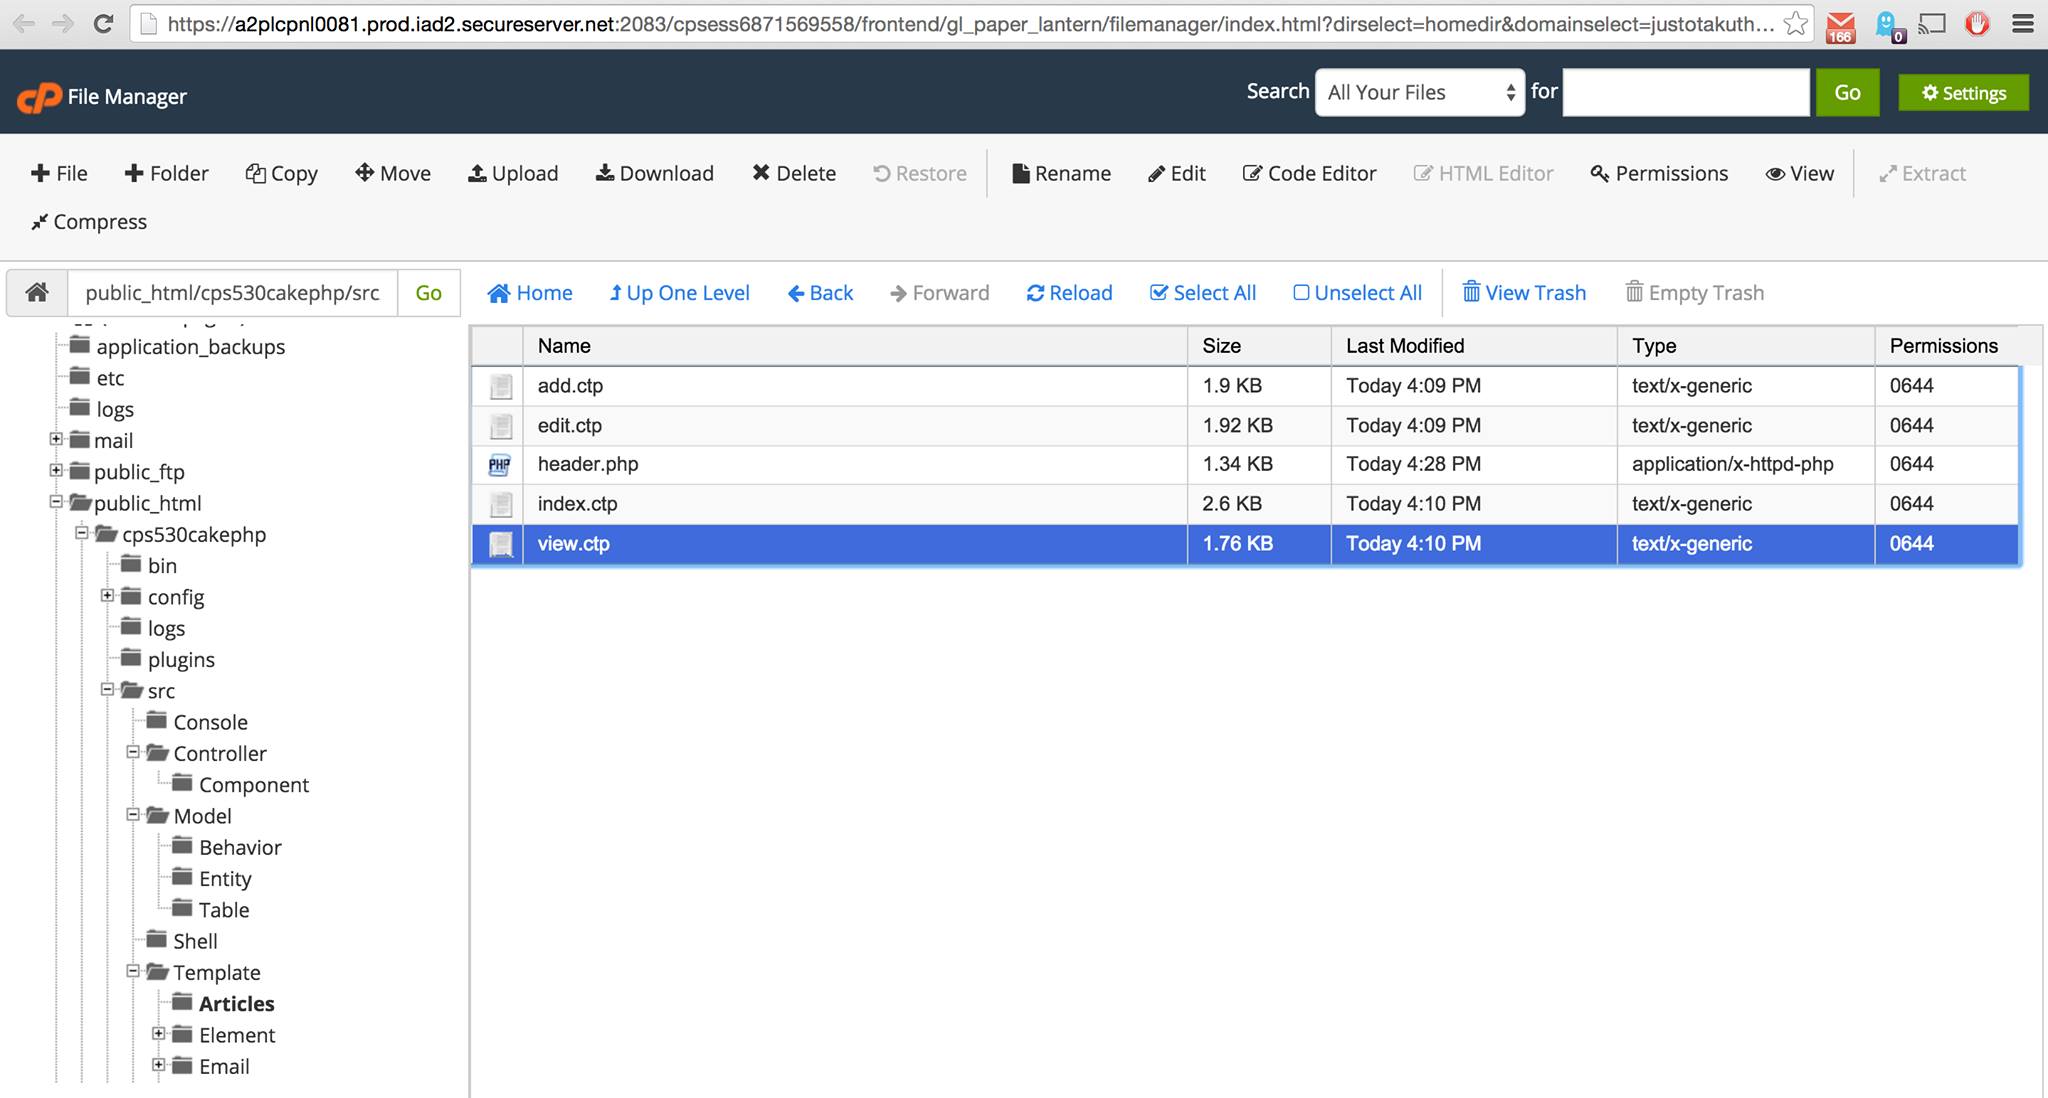 https://a2plcpnl0081.prod.iad2.secureserver.net:2083/cpsess6871569558/frontend/gl_paper_lantern/filemanager/index.html?dirselect=homedir&domainselect=justotakuth...
166
0
cP File Manager
Search All Your Files for Go Settings
File Folder Copy Move Upload Download Delete Restore Rename Edit Code Editor HTML Editor Permissions View Extract
Compress
public_html/cps530cakephp/src Go Home Up One Level Back Forward Reload Select All Unselect All View Trash Empty Trash
application_backups
etc
logs
mail
public_ftp
public_html
cps530cakephp
bin
config
logs
plugins
src
Console
Controller
Component
Model
Behavior
Entity
Table
Shell
Template
Articles
Element
Email
Name Size Last Modified Type Permissions
add.ctp 1.9 KB Today 4:09 PM text/x-generic 0644
edit.ctp 1.92 KB Today 4:09 PM text/x-generic 0644
PHP header.php 1.34 KB Today 4:28 PM application/x-httpd-php 0644
index.ctp 2.6 KB Today 4:10 PM text/x-generic 0644
view.ctp 1.76 KB Today 4:10 PM text/x-generic 0644